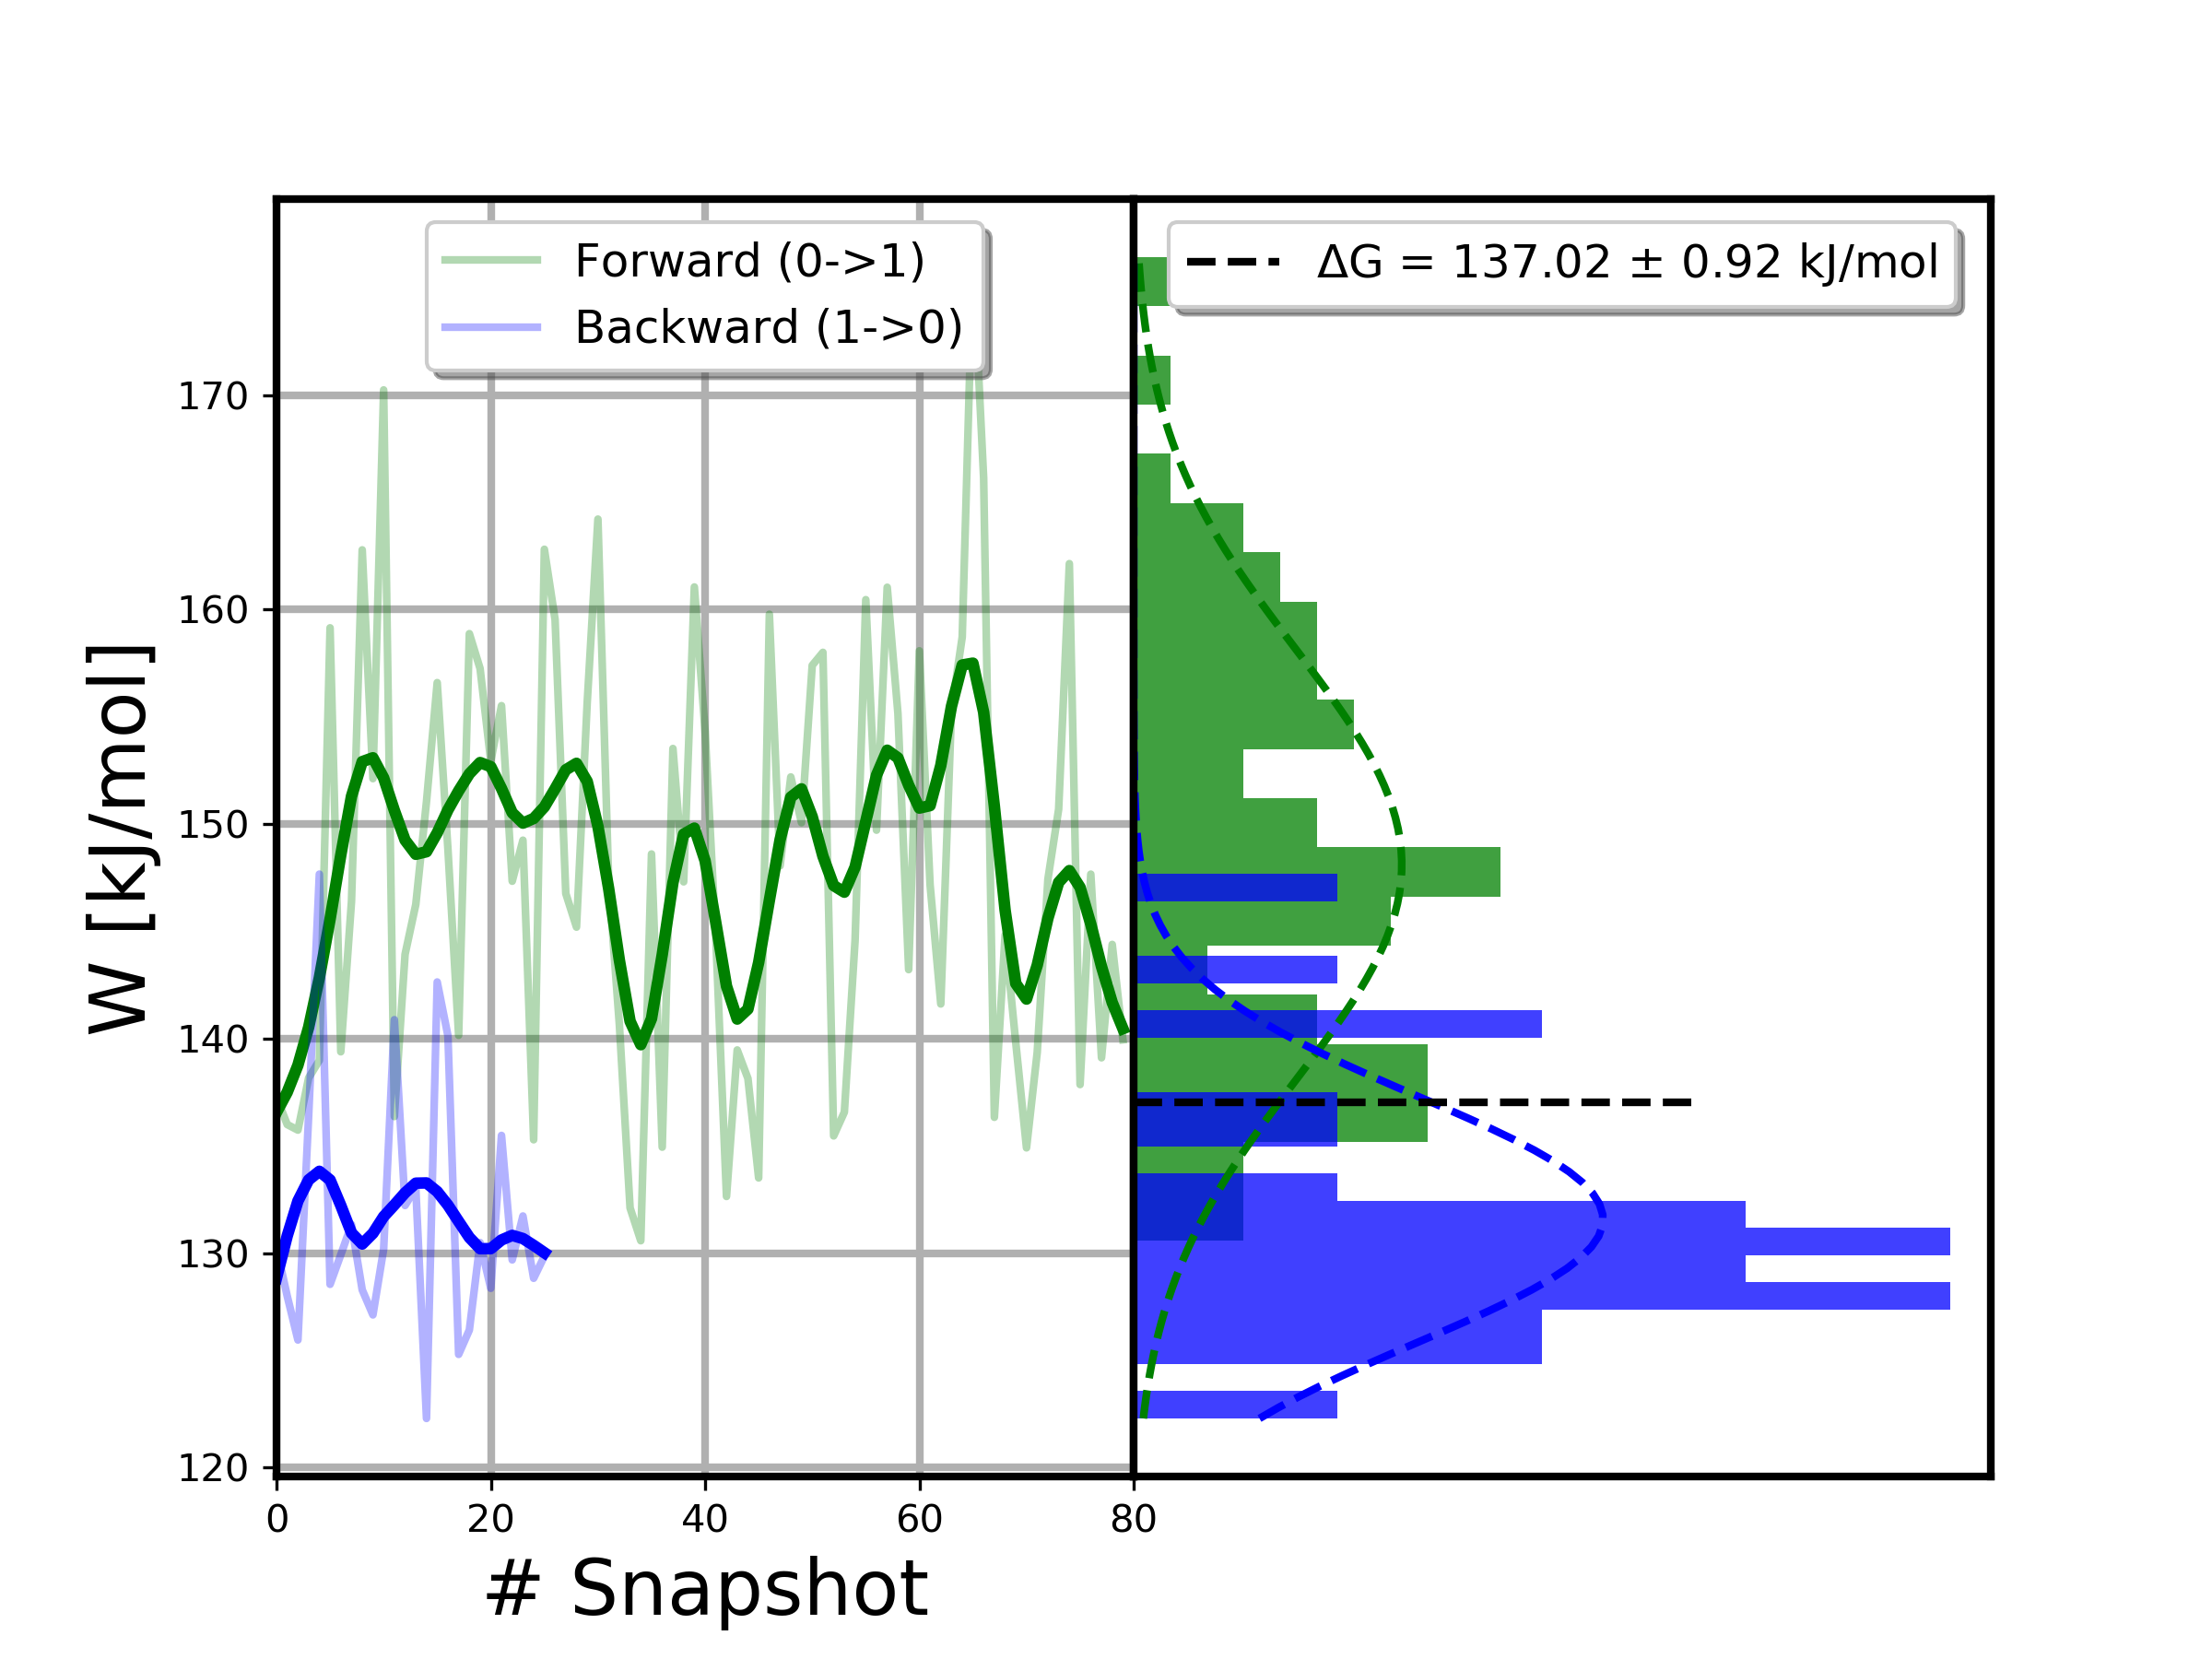 Forward (0->1)
Backward (1->0)
ΔG = 137.02 ± 0.92 kJ/mol
W [kJ/mol]
170
160
150
140
130
120
0 20 40 60 80
# Snapshot